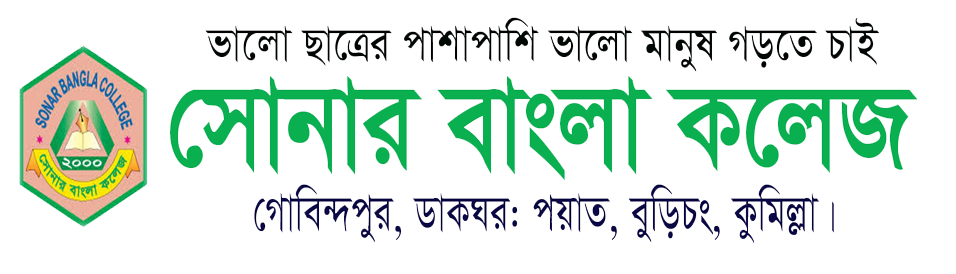 ভালো ছাত্রের পাশাপাশি ভালো মানুষ গড়তে চাই
SONAR BANGLA COLLEGE
২০০০
সোনার বাংলা কলেজ
সোনার বাংলা কলেজ
গোবিন্দপুর, ডাকঘর: পয়াত, বুড়িচং, কুমিল্লা।